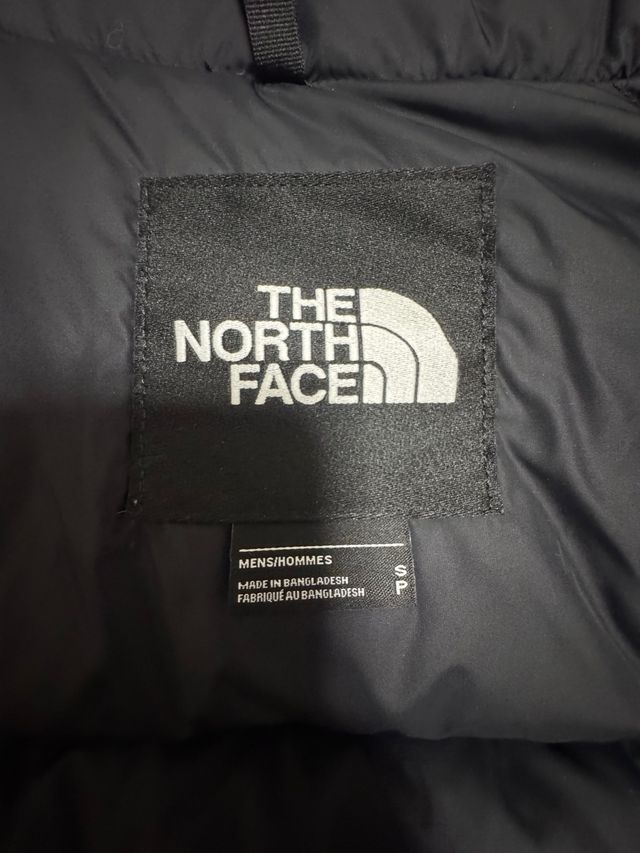 THE
NORTH
FACE
MENS/HOMMES
MADE IN BANGLADESH
FABRIQUÉ AU BANGLADESH
S
P